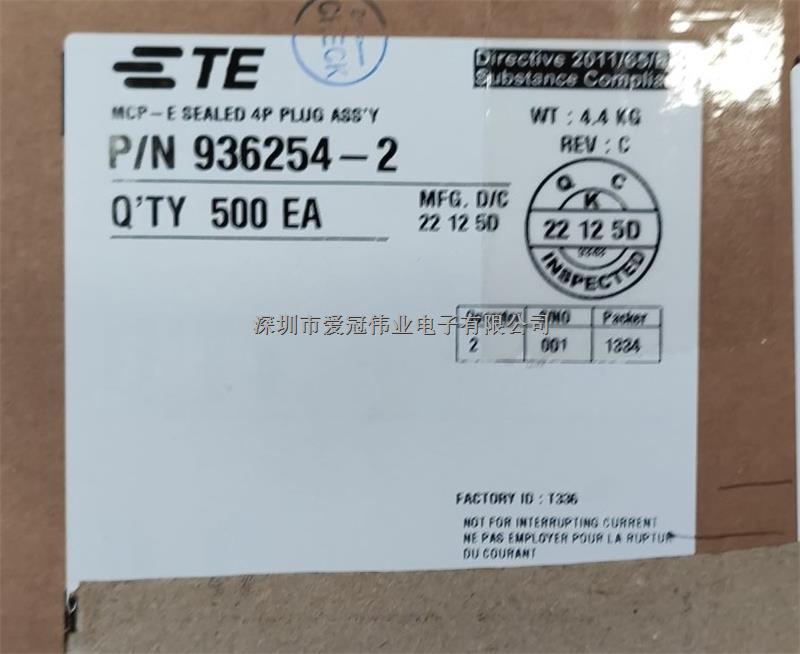 CHECK
TE
Directive 2011/65/
Substance Complia
MCP-E SEALED 4P PLUG ASS'Y
WT : 4.4 KG
P/N 936254-2
REV : C
Q'TY 500 EA
MFG. D/C
22 12 5D
Q K C
22 12 5D
INSPECTED
深圳市爱冠伟业电子有限公司
Packer
2 001 1334
FACTORY ID : T336
NOT FOR INTERRUPTING CURRENT
NE PAS EMPLOYER POUR LA RUPTUR
DU COURANT